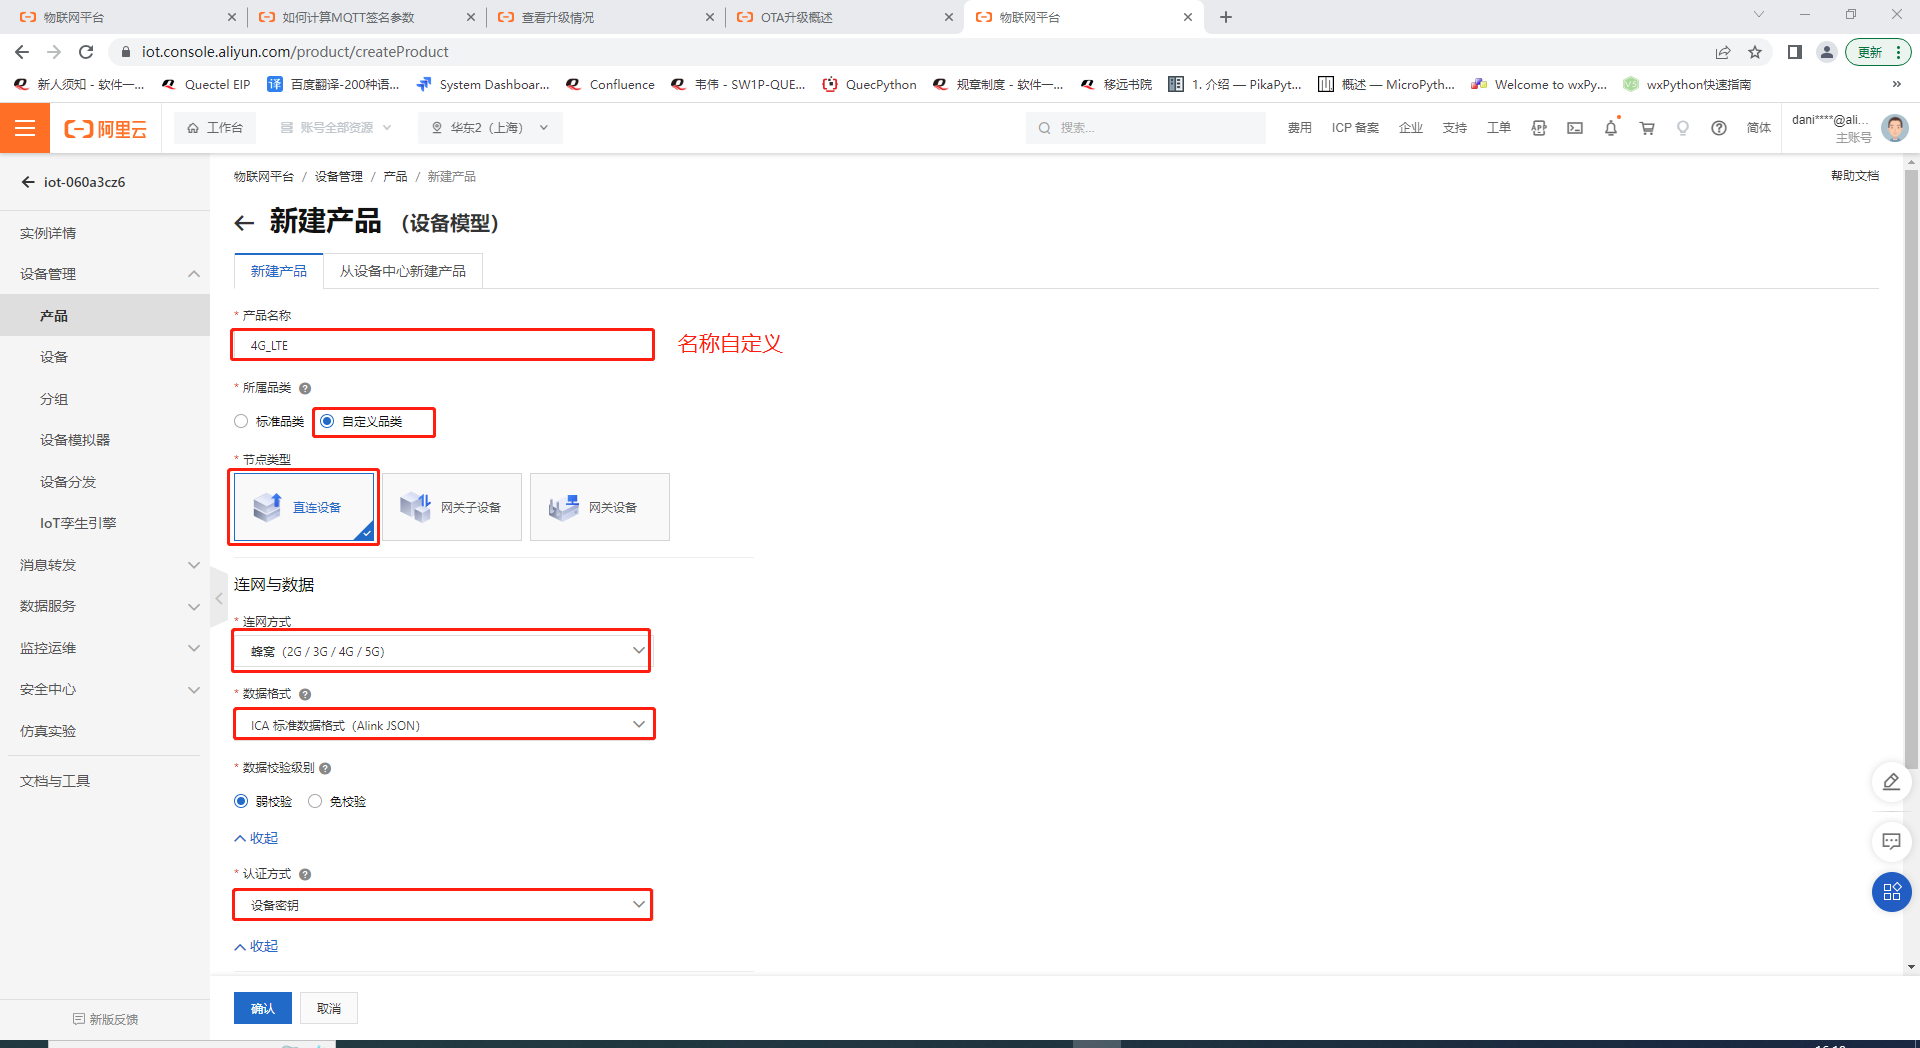 物联网平台
如何计算MQTT签名参数
查看升级情况
OTA升级概述
物联网平台
iot.console.aliyun.com/product/createProduct
更新
新人须知 - 软件一...
Quectel EIP
百度翻译-200种语...
System Dashboar...
Confluence
韦伟 - SW1P-QUE...
QuecPython
规章制度 - 软件一...
移远书院
1. 介绍 — PikaPyt...
概述 — MicroPyth...
Welcome to wxPy...
wxPython快速指南
»
阿里云
工作台
账号全部资源
华东2（上海）
搜索...
费用
ICP 备案
企业
支持
工单
简体
dani****@ali...
主账号
iot-060a3cz6
实例详情
设备管理
产品
设备
分组
设备模拟器
设备分发
IoT孪生引擎
消息转发
数据服务
监控运维
安全中心
仿真实验
文档与工具
新版反馈
物联网平台 / 设备管理 / 产品 / 新建产品
帮助文档
新建产品 （设备模型）
新建产品
从设备中心新建产品
* 产品名称
4G_LTE
名称自定义
* 所属品类
标准品类
自定义品类
* 节点类型
直连设备
网关子设备
网关设备
连网与数据
* 连网方式
蜂窝（2G / 3G / 4G / 5G）
* 数据格式
ICA 标准数据格式（Alink JSON）
* 数据校验级别
弱校验
免校验
收起
* 认证方式
设备密钥
收起
确认
取消